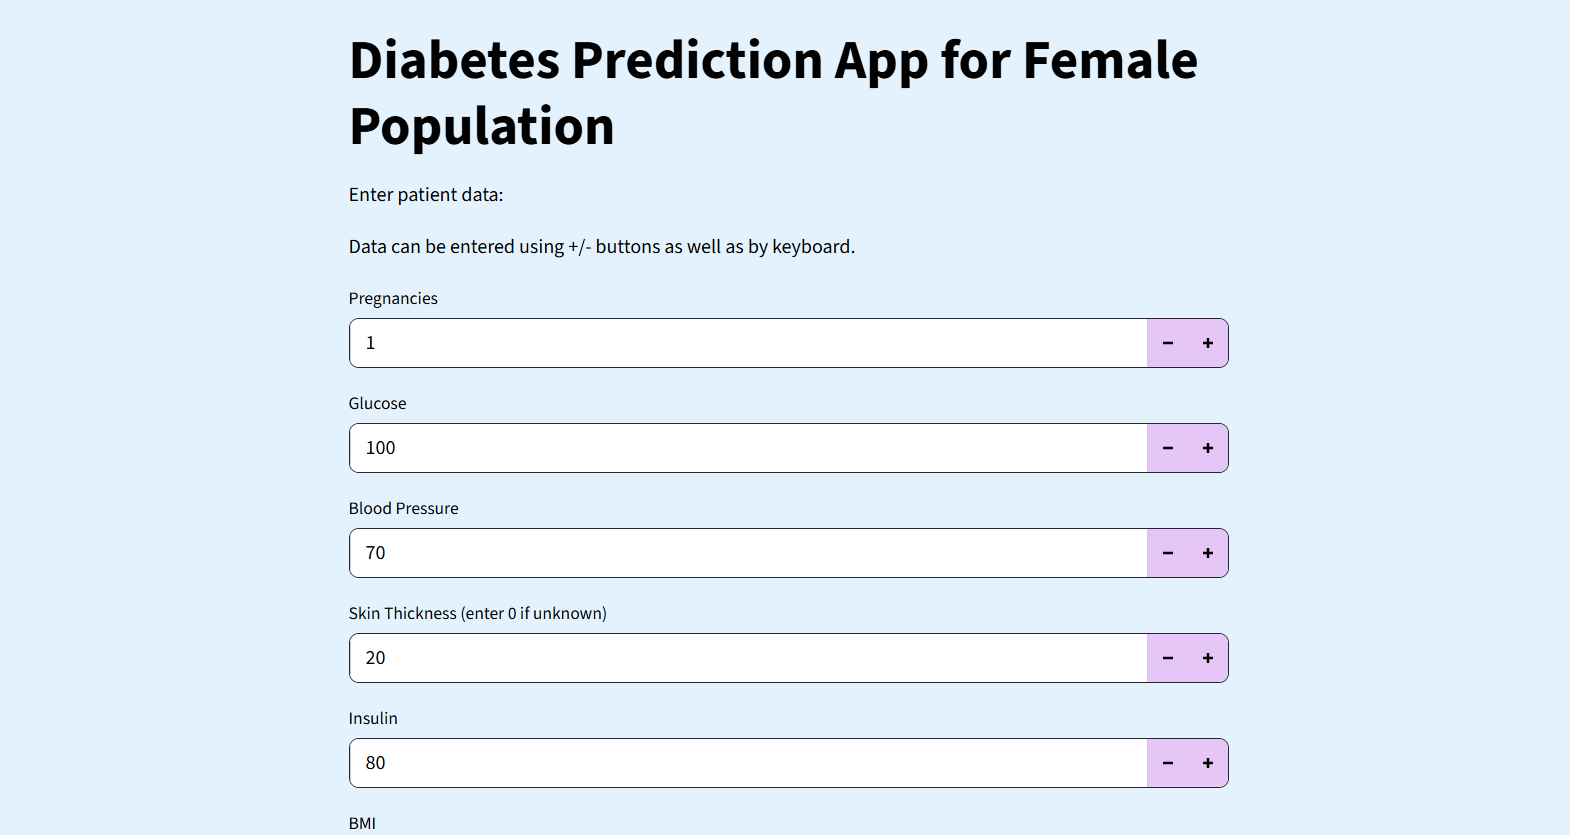 Diabetes Prediction App for Female
Population
Enter patient data:
Data can be entered using +/- buttons as well as by keyboard.
Pregnancies
1
− +
Glucose
100
− +
Blood Pressure
70
− +
Skin Thickness (enter 0 if unknown)
20
− +
Insulin
80
− +
BMI